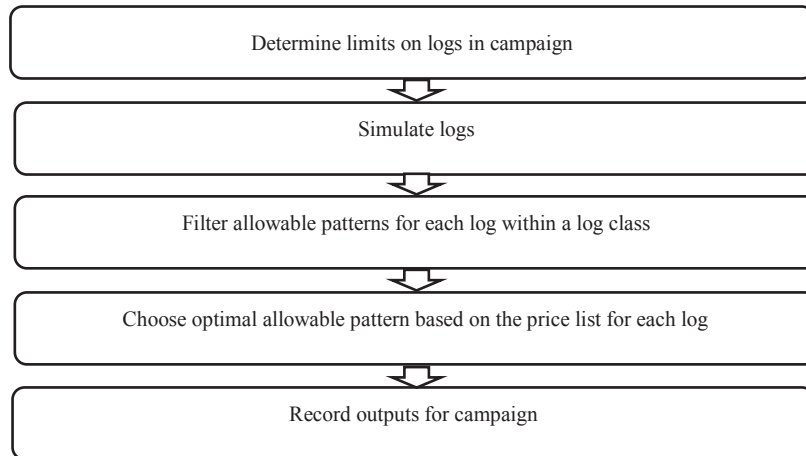 Determine limits on logs in campaign
Simulate logs
Filter allowable patterns for each log within a log class
Choose optimal allowable pattern based on the price list for each log
Record outputs for campaign